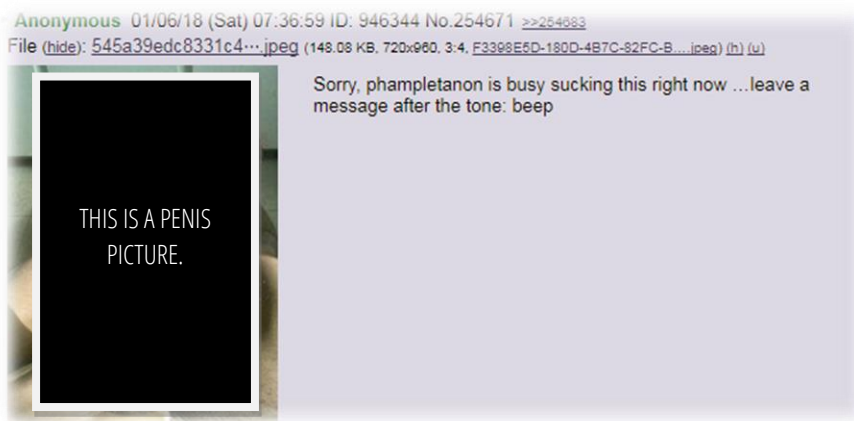 Anonymous 01/06/18 (Sat) 07:36:59 ID: 946344 No.254671 >>254683
File (hide): 545a39edc8331c4···.jpeg (148.08 KB, 720x960, 3:4, F3398E5D-180D-4B7C-82FC-B....jpeg) (h) (u)
Sorry, phampletanon is busy sucking this right now ...leave a
message after the tone: beep
THIS IS A PENIS
PICTURE.